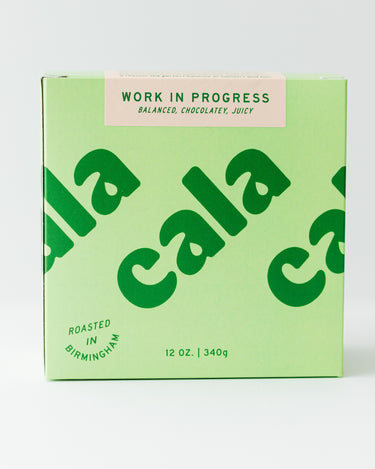 WORK IN PROGRESS
BALANCED, CHOCOLATEY, JUICY
cala
cala
ca
ROASTED
IN
BIRMINGHAM
12 OZ. | 340g